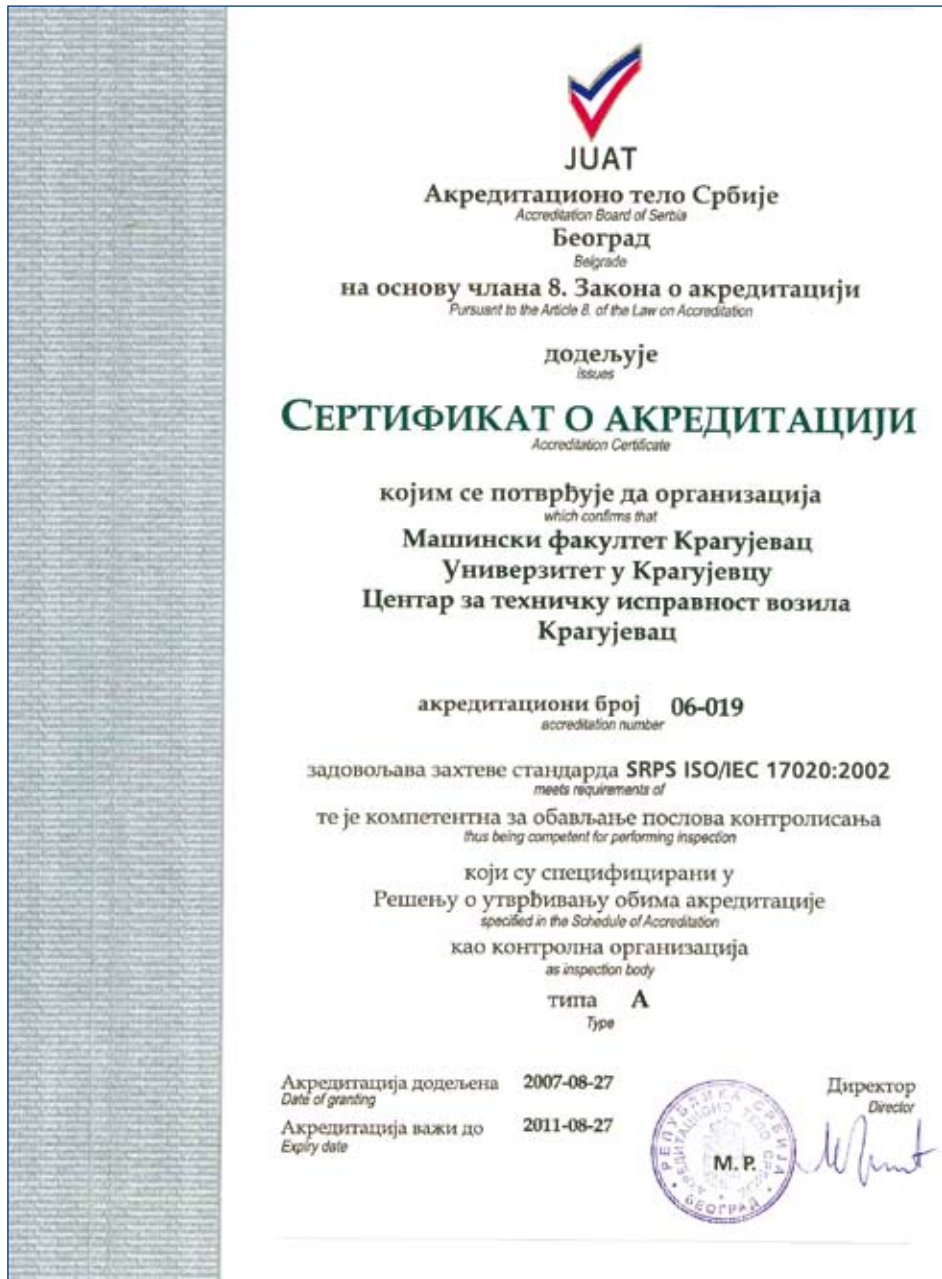 JUAT
Акредитационо тело Србије
Accreditation Board of Serbia
Београд
Belgrade
на основу члана 8. Закона о акредитацији
Pursuant to the Article 8. of the Law on Accreditation
додељује
issues
СЕРТИФИКАТ О АКРЕДИТАЦИЈИ
Accreditation Certificate
којим се потврђује да организација
which confirms that
Машински факултет Крагујевац
Универзитет у Крагујевцу
Центар за техничку исправност возила
Крагујевац
акредитациони број 06-019
accreditation number
задовољава захтеве стандарда SRPS ISO/IEC 17020:2002
meets requirements of
те је компетентна за обављање послова контролисања
thus being competent for performing inspection
који су специфицирани у
Решењу о утврђивању обима акредитације
specified in the Schedule of Accreditation
као контролна организација
as inspection body
типа А
Type
Акредитација додељена 2007-08-27
Date of granting
Акредитација важи до 2011-08-27
Expiry date
Директор
Director
РЕПУБЛИКА СРБИЈА
АКРЕДИТАЦИОНО ТЕЛО СРБИЈЕ
М. Р.
БЕОГРАД